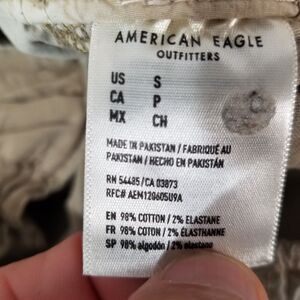 AMERICAN EAGLE
OUTFITTERS
US S
CA P
MX CH
MADE IN PAKISTAN / FABRIQUÉ AU
PAKISTAN / HECHO EN PAKISTÁN
RN 54485 / CA 03873
RFC# AEM120605U9A
EN 98% COTTON / 2% ELASTANE
FR 98% COTON / 2% ÉLASTHANNE
SP 98% algodón / 2% elastano